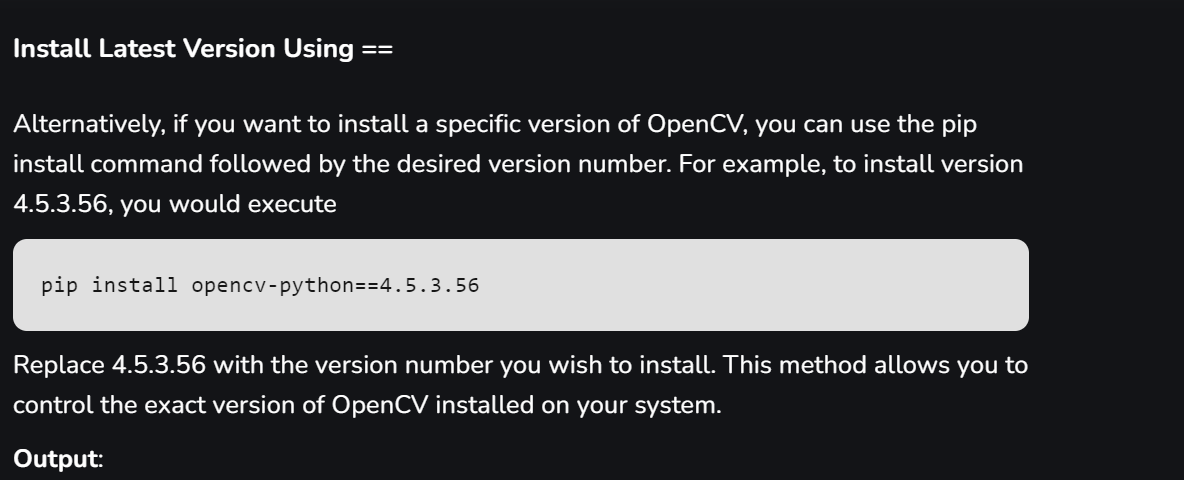 Install Latest Version Using ==
Alternatively, if you want to install a specific version of OpenCV, you can use the pip
install command followed by the desired version number. For example, to install version
4.5.3.56, you would execute
pip install opencv-python==4.5.3.56
Replace 4.5.3.56 with the version number you wish to install. This method allows you to
control the exact version of OpenCV installed on your system.
Output: